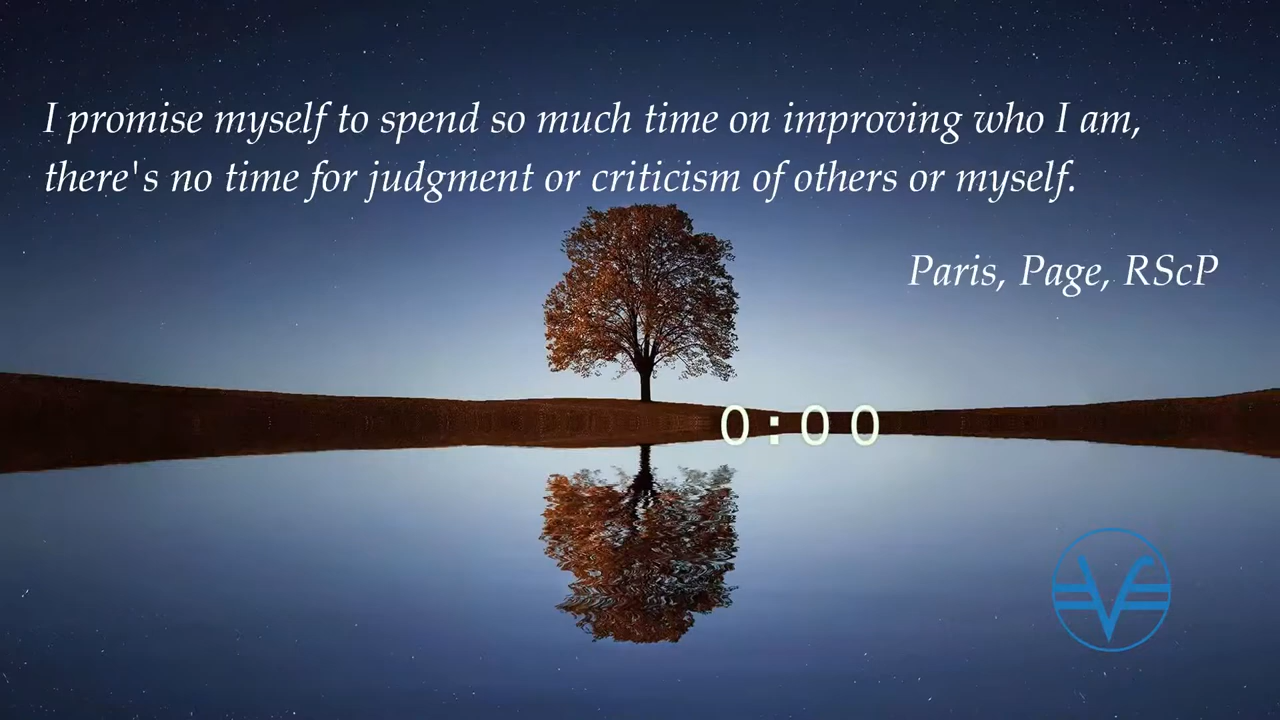 I promise myself to spend so much time on improving who I am,
there's no time for judgment or criticism of others or myself.
Paris, Page, RScP
0:00